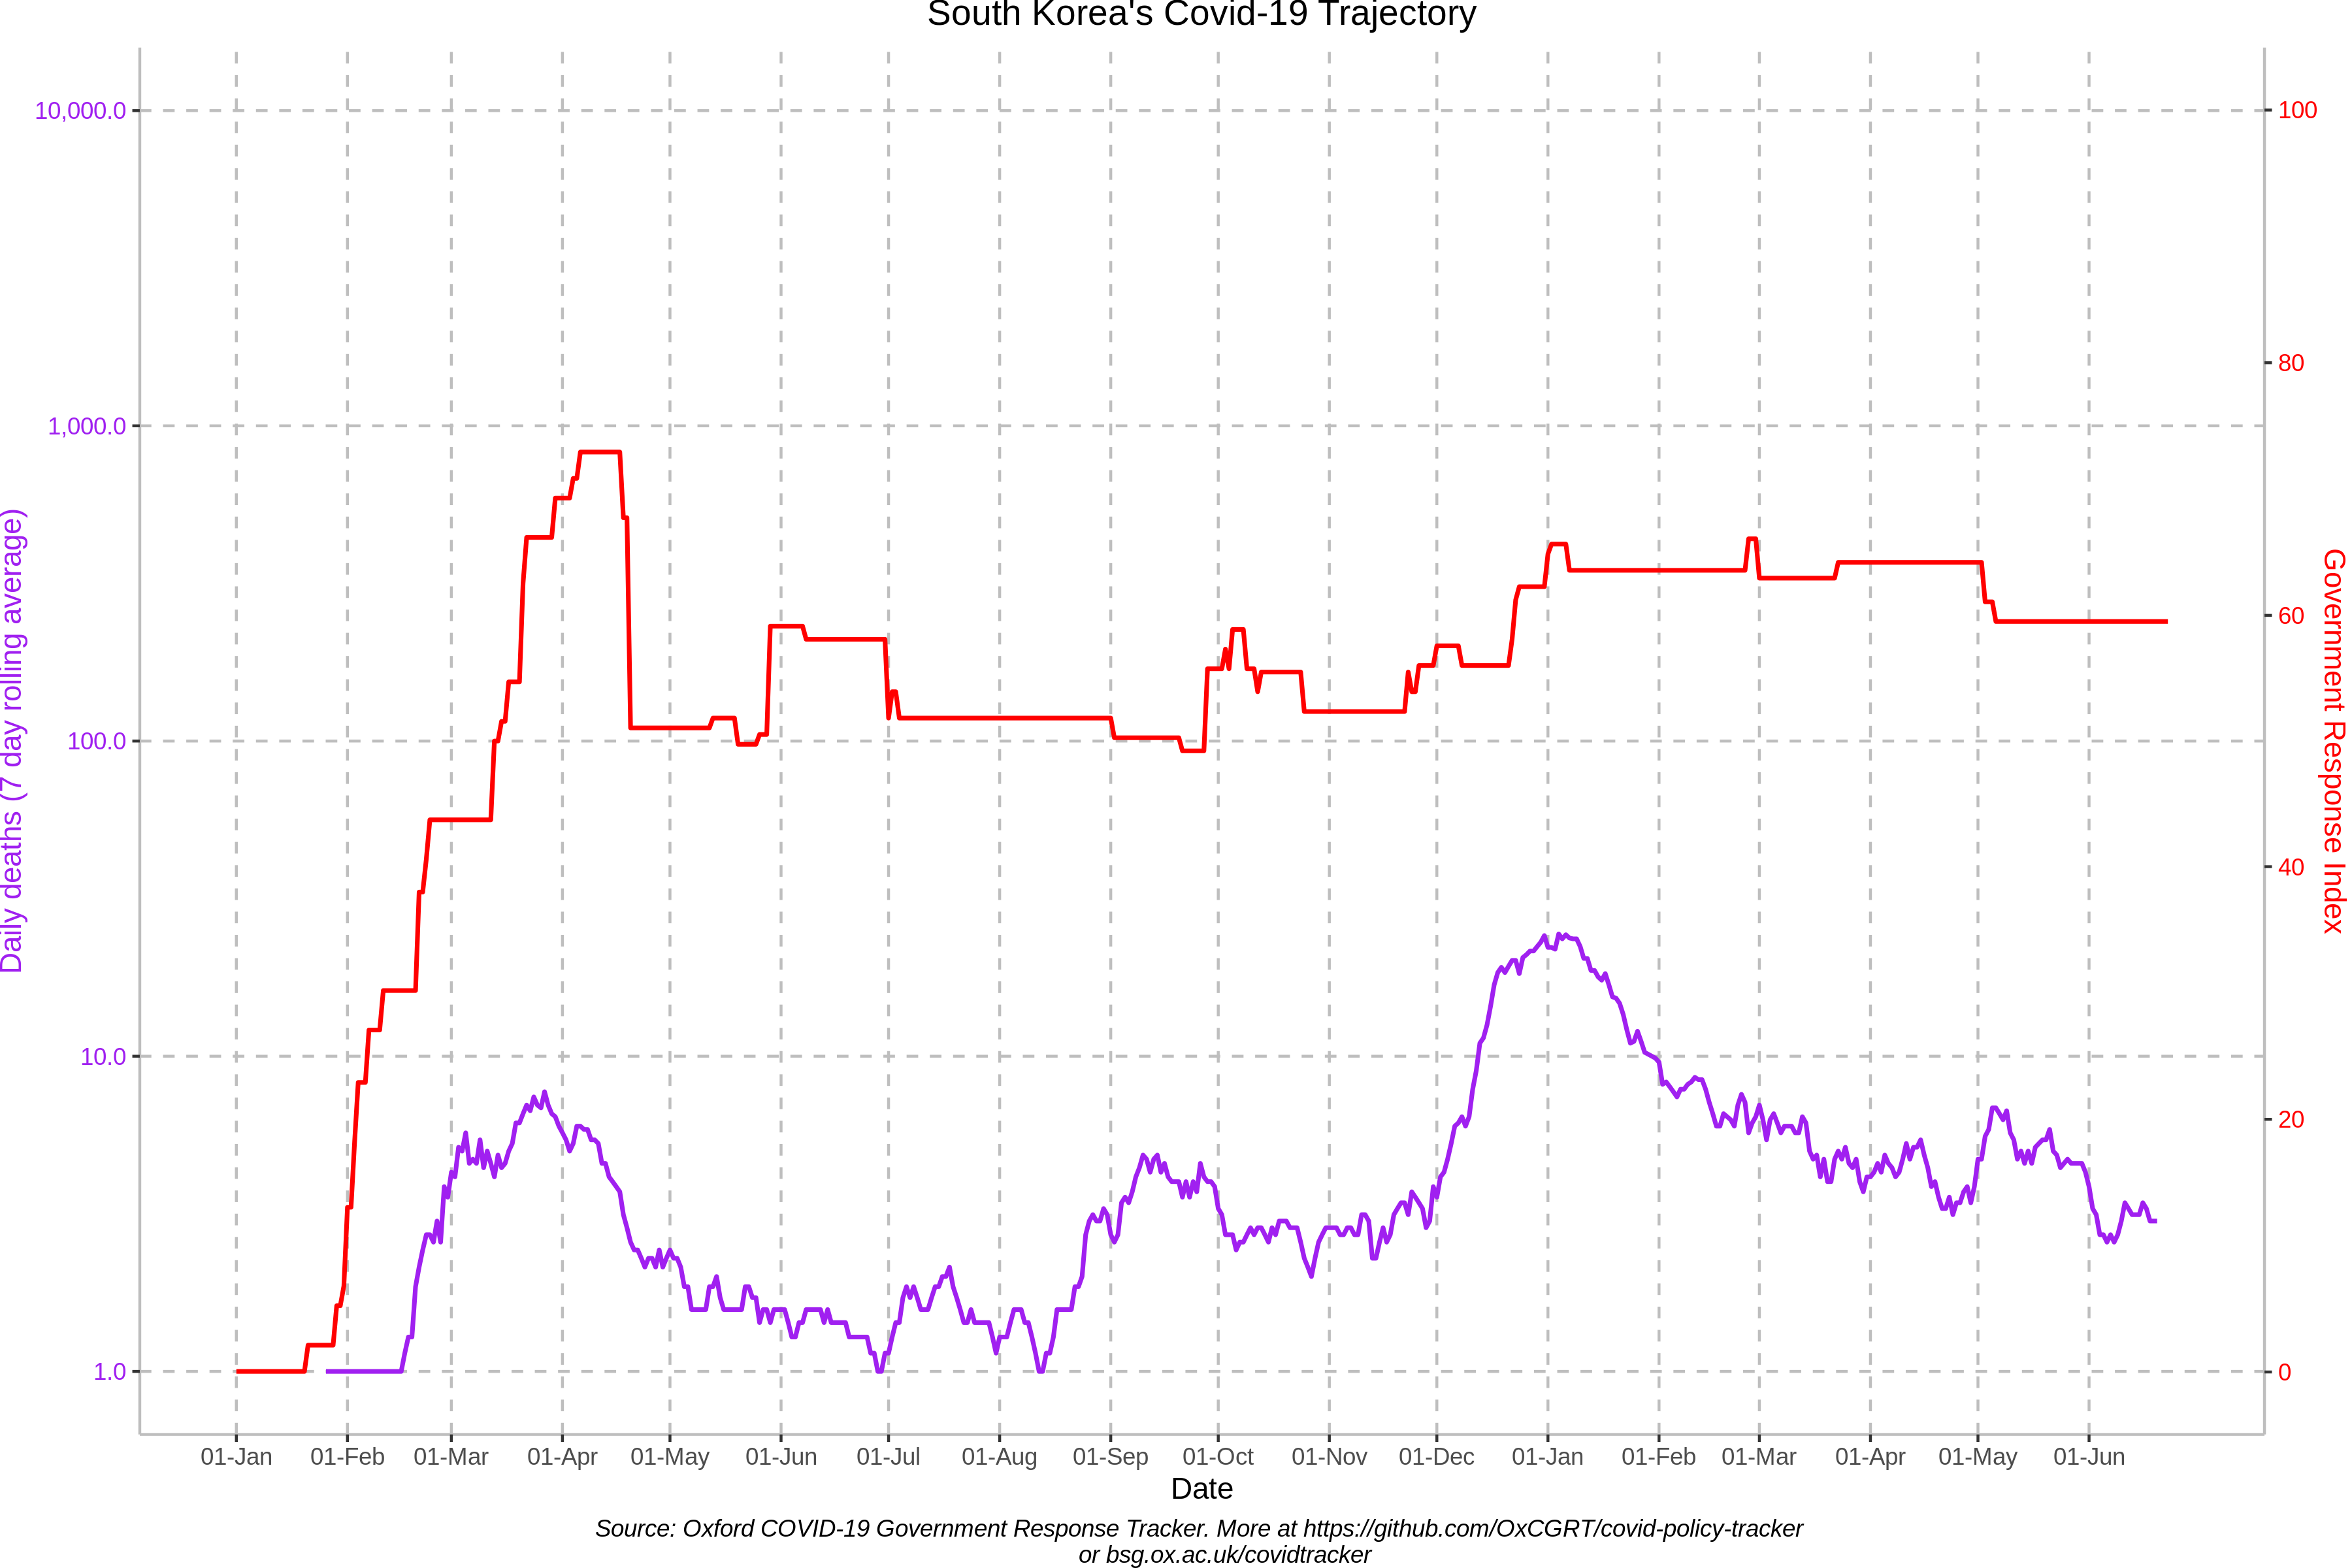 South Korea's Covid-19 Trajectory
10,000.0
1,000.0
100.0
10.0
1.0
Daily deaths (7 day rolling average)
100
80
60
40
20
0
Government Response Index
01-Jan 01-Feb 01-Mar 01-Apr 01-May 01-Jun 01-Jul 01-Aug 01-Sep 01-Oct 01-Nov 01-Dec 01-Jan 01-Feb 01-Mar 01-Apr 01-May 01-Jun
Date
Source: Oxford COVID-19 Government Response Tracker. More at https://github.com/OxCGRT/covid-policy-tracker
or bsg.ox.ac.uk/covidtracker